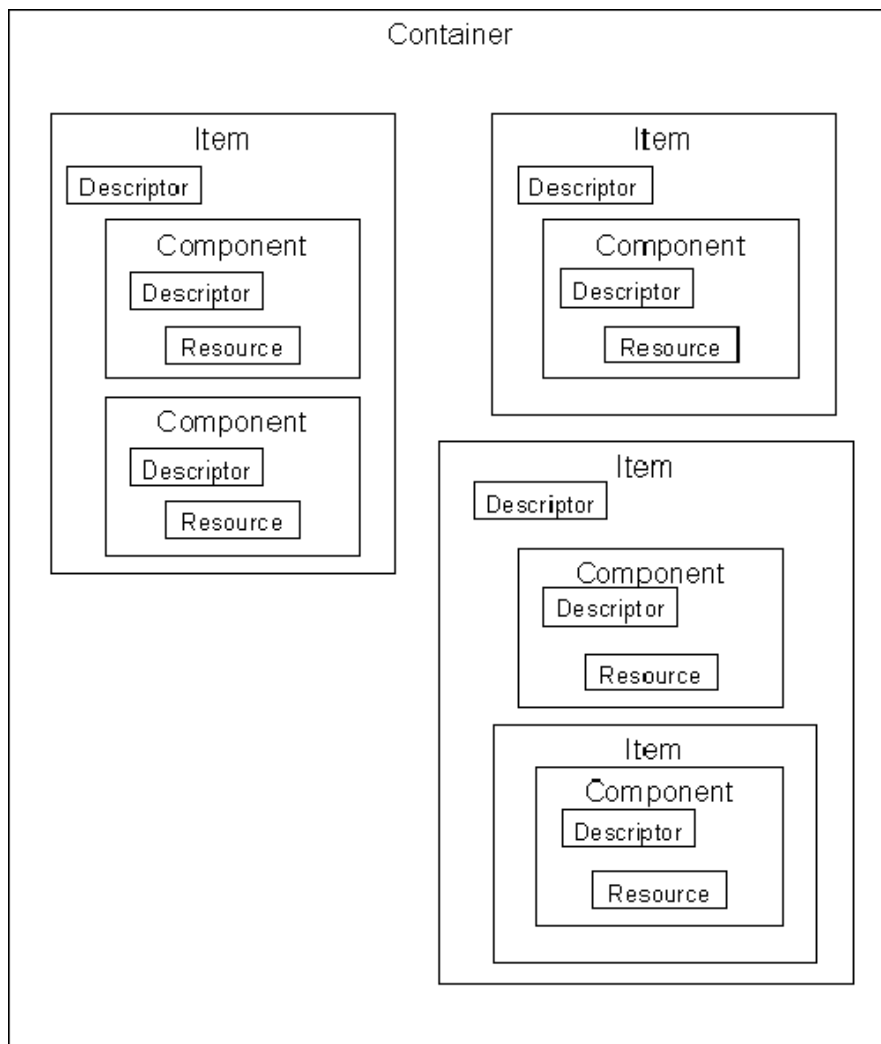 Container
Item
Descriptor
Component
Descriptor
Resource
Component
Descriptor
Resource
Item
Descriptor
Component
Descriptor
Resource
Item
Descriptor
Component
Descriptor
Resource
Item
Component
Descriptor
Resource